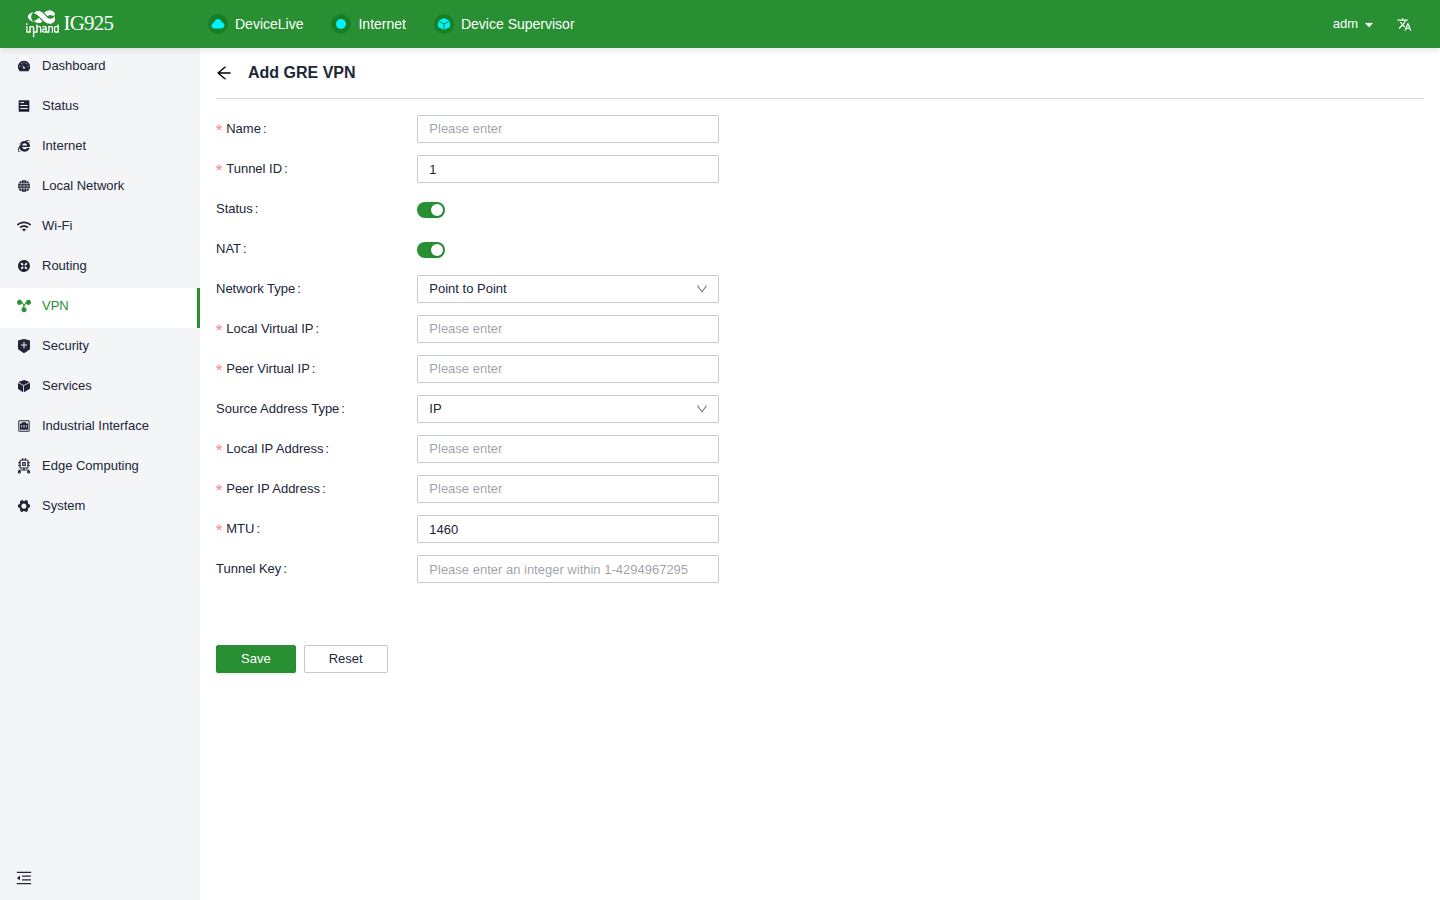 inhand IG925
DeviceLive
Internet
Device Supervisor
adm
Dashboard
Status
Internet
Local Network
Wi-Fi
Routing
VPN
Security
Services
Industrial Interface
Edge Computing
System
Add GRE VPN
* Name:
Please enter
* Tunnel ID:
1
Status:
NAT:
Network Type:
Point to Point
* Local Virtual IP:
Please enter
* Peer Virtual IP:
Please enter
Source Address Type:
IP
* Local IP Address:
Please enter
* Peer IP Address:
Please enter
* MTU:
1460
Tunnel Key:
Please enter an integer within 1-4294967295
Save
Reset